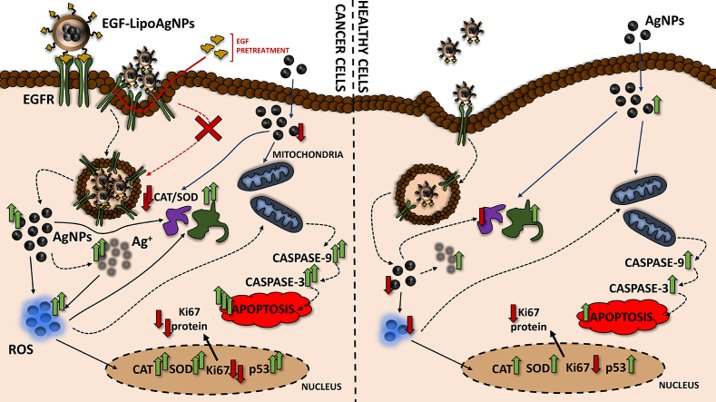 EGF-LipoAgNPs
EGF
PRETREATMENT
EGFR
MITOCHONDRIA
CAT/SOD
AgNPs
Ag⁺
CASPASE-9
CASPASE-3
APOPTOSIS
ROS
Ki67
protein
CAT SOD Ki67 p53
NUCLEUS
CANCER CELLS
HEALTHY CELLS
AgNPs
CASPASE-9
CASPASE-3
APOPTOSIS
Ki67
protein
CAT SOD Ki67 p53
NUCLEUS